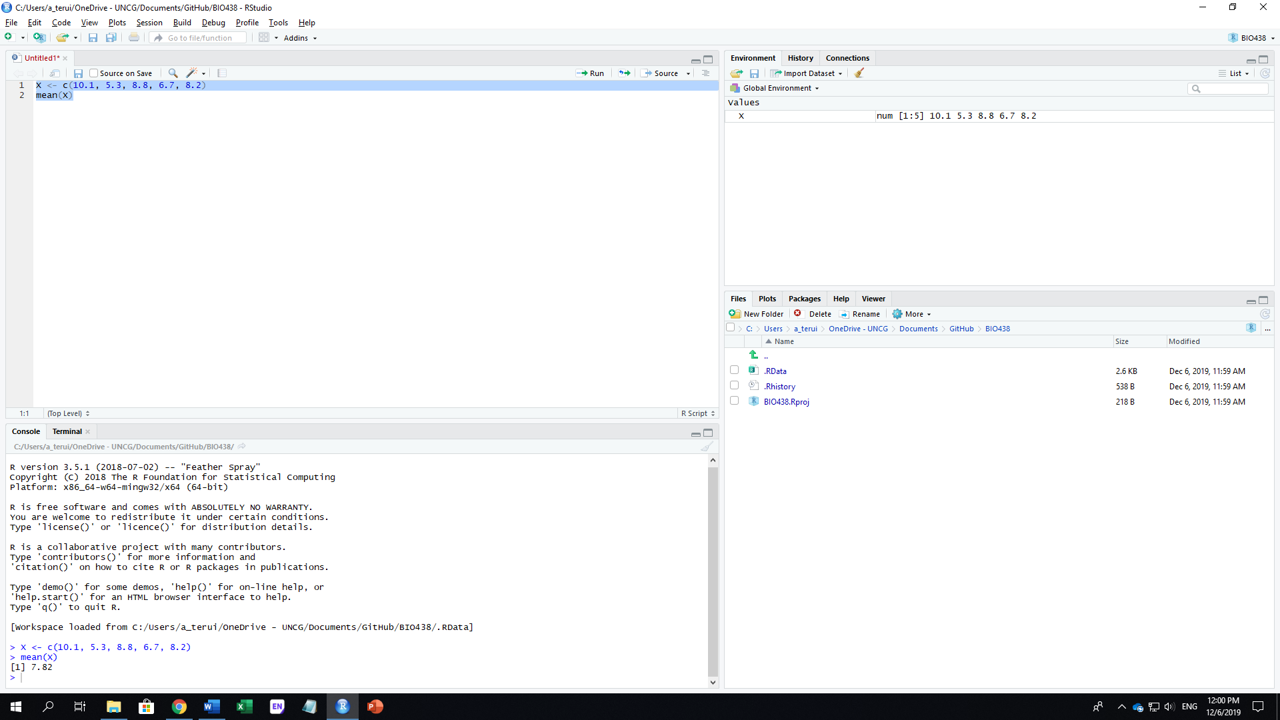 C:/Users/a_terui/OneDrive - UNCG/Documents/GitHub/BIO438 - RStudio
File Edit Code View Plots Session Build Debug Profile Tools Help
Go to file/function Addins BIO438
Untitled1*
Source on Save Run Source
1 X <- c(10.1, 5.3, 8.8, 6.7, 8.2)
2 mean(X)
1:1 (Top Level) R Script
Console Terminal
C:/Users/a_terui/OneDrive - UNCG/Documents/GitHub/BIO438/
R version 3.5.1 (2018-07-02) -- "Feather Spray"
Copyright (C) 2018 The R Foundation for Statistical Computing
Platform: x86_64-w64-mingw32/x64 (64-bit)
R is free software and comes with ABSOLUTELY NO WARRANTY.
You are welcome to redistribute it under certain conditions.
Type 'license()' or 'licence()' for distribution details.
R is a collaborative project with many contributors.
Type 'contributors()' for more information and
'citation()' on how to cite R or R packages in publications.
Type 'demo()' for some demos, 'help()' for on-line help, or
'help.start()' for an HTML browser interface to help.
Type 'q()' to quit R.
[Workspace loaded from C:/Users/a_terui/OneDrive - UNCG/Documents/GitHub/BIO438/.RData]
> X <- c(10.1, 5.3, 8.8, 6.7, 8.2)
> mean(X)
[1] 7.82
>
Environment History Connections
Import Dataset List
Global Environment
Values
X num [1:5] 10.1 5.3 8.8 6.7 8.2
Files Plots Packages Help Viewer
New Folder Delete Rename More
C: Users a_terui OneDrive - UNCG Documents GitHub BIO438 ...
Name Size Modified
..
.RData 2.6 KB Dec 6, 2019, 11:59 AM
.Rhistory 538 B Dec 6, 2019, 11:59 AM
BIO438.Rproj 218 B Dec 6, 2019, 11:59 AM
EN ENG 12:00 PM
12/6/2019